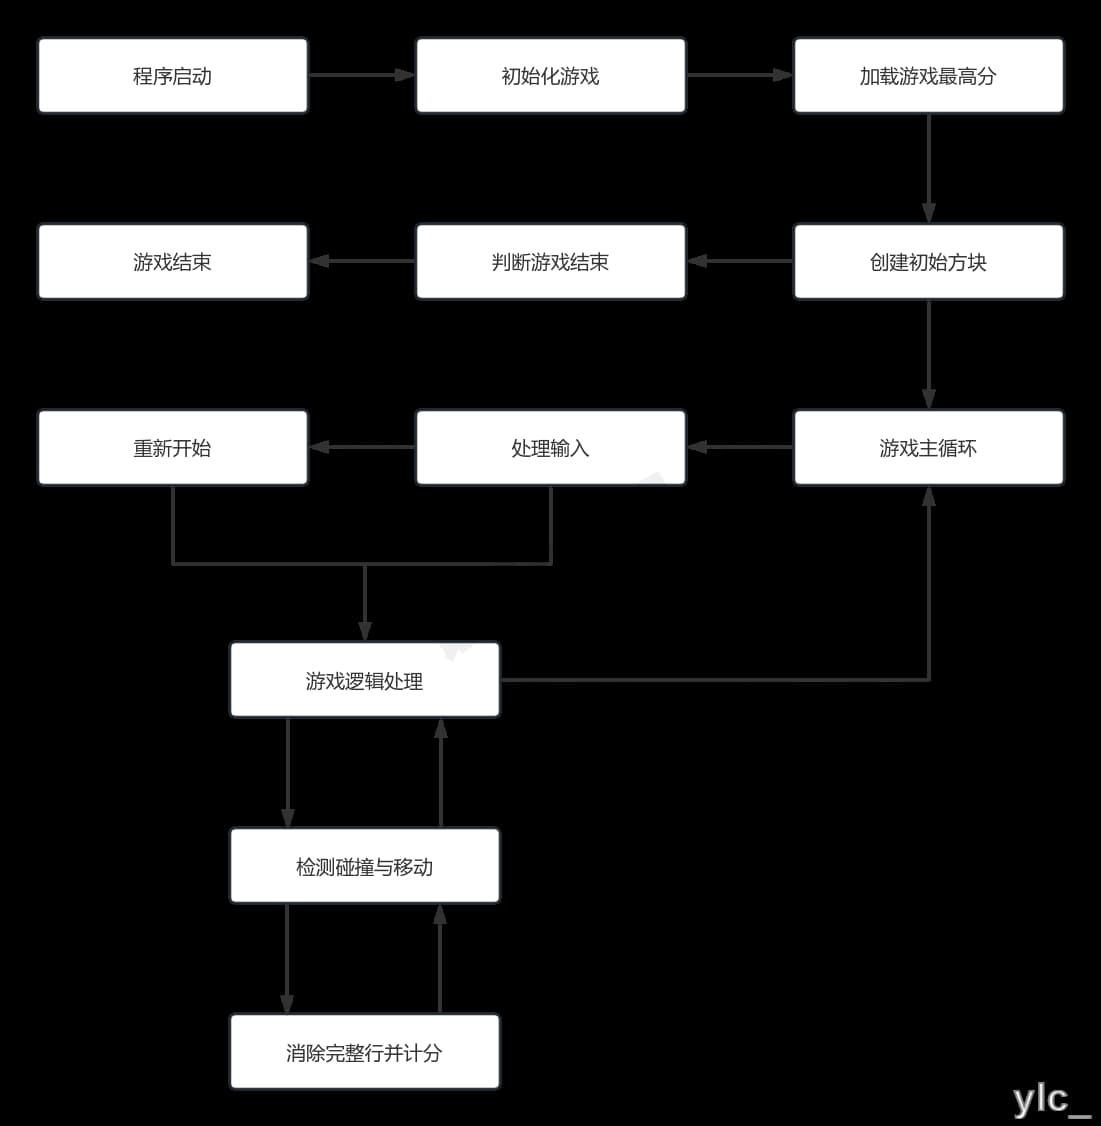 程序启动
初始化游戏
加载游戏最高分
游戏结束
判断游戏结束
创建初始方块
重新开始
处理输入
游戏主循环
游戏逻辑处理
检测碰撞与移动
消除完整行并计分
ylc_